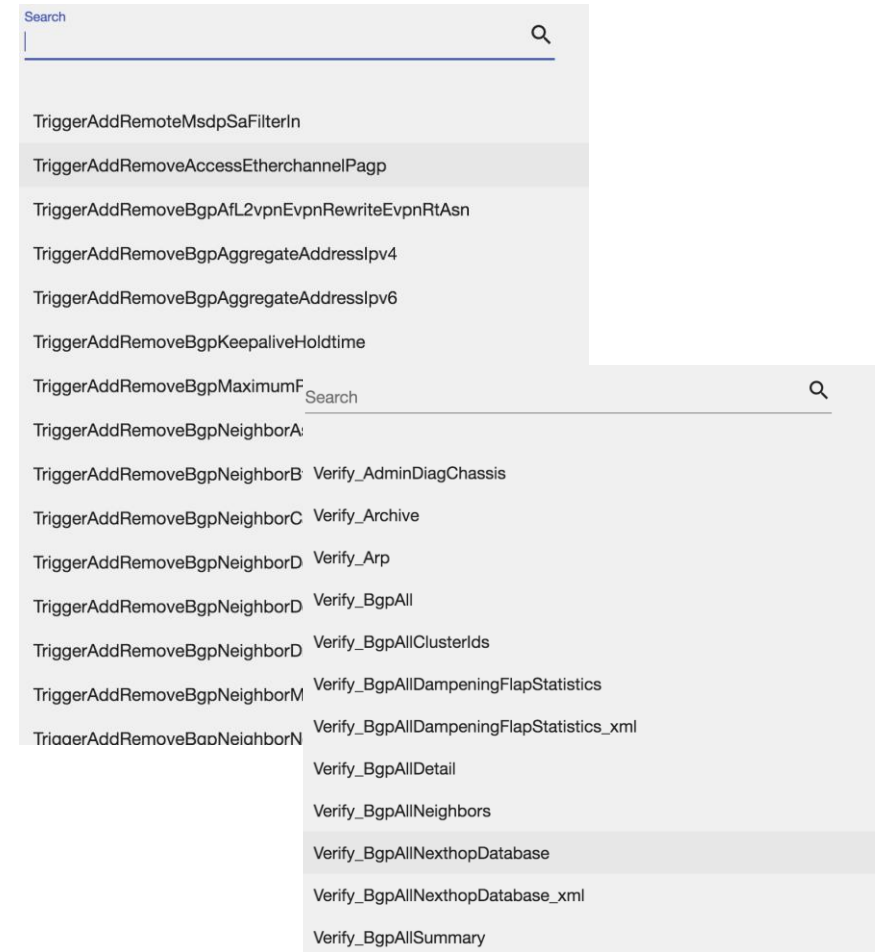 Search
TriggerAddRemoteMsdpSaFilterIn
TriggerAddRemoveAccessEtherchannelPagp
TriggerAddRemoveBgpAfL2vpnEvpnRewriteEvpnRtAsn
TriggerAddRemoveBgpAggregateAddressIpv4
TriggerAddRemoveBgpAggregateAddressIpv6
TriggerAddRemoveBgpKeepaliveHoldtime
Search
Verify_AdminDiagChassis
Verify_Archive
Verify_Arp
Verify_BgpAll
Verify_BgpAllClusterIds
Verify_BgpAllDampeningFlapStatistics
Verify_BgpAllDampeningFlapStatistics_xml
Verify_BgpAllDetail
Verify_BgpAllNeighbors
Verify_BgpAllNexthopDatabase
Verify_BgpAllNexthopDatabase_xml
Verify_BgpAllSummary